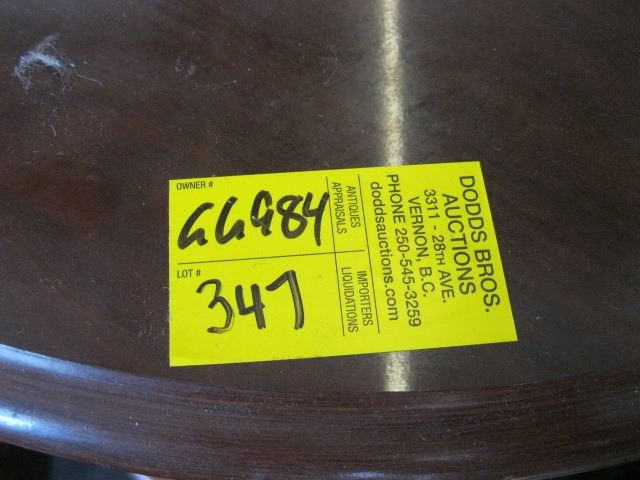 OWNER #
GGG84
LOT #
347
ANTIQUES
APPRAISALS
IMPORTERS
LIQUIDATIONS
DODDS BROS.
AUCTIONS
3311 - 28TH AVE.
VERNON, B.C.
PHONE 250-545-3259
doddsauctions.com